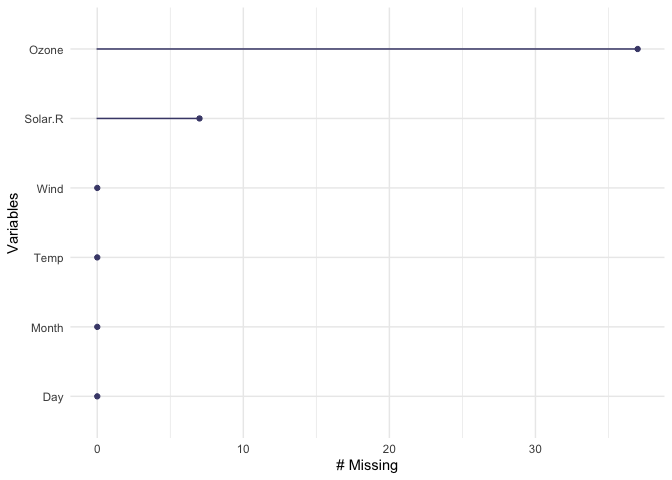 Ozone
Solar.R
Wind
Temp
Month
Day
Variables
0 10 20 30
# Missing